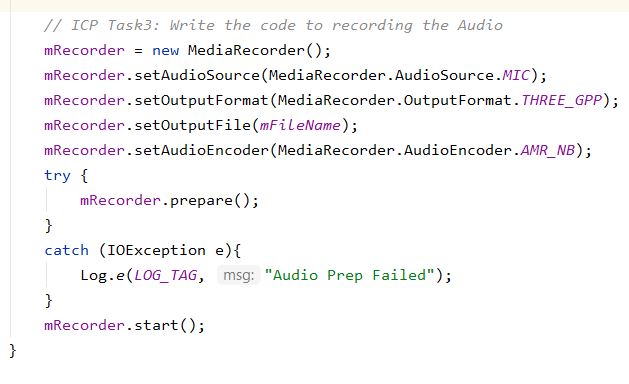 // ICP Task3: Write the code to recording the Audio
mRecorder = new MediaRecorder();
mRecorder.setAudioSource(MediaRecorder.AudioSource.MIC);
mRecorder.setOutputFormat(MediaRecorder.OutputFormat.THREE_GPP);
mRecorder.setOutputFile(mFileName);
mRecorder.setAudioEncoder(MediaRecorder.AudioEncoder.AMR_NB);
try {
mRecorder.prepare();
}
catch (IOException e){
Log.e(LOG_TAG, msg: "Audio Prep Failed");
}
mRecorder.start();
}